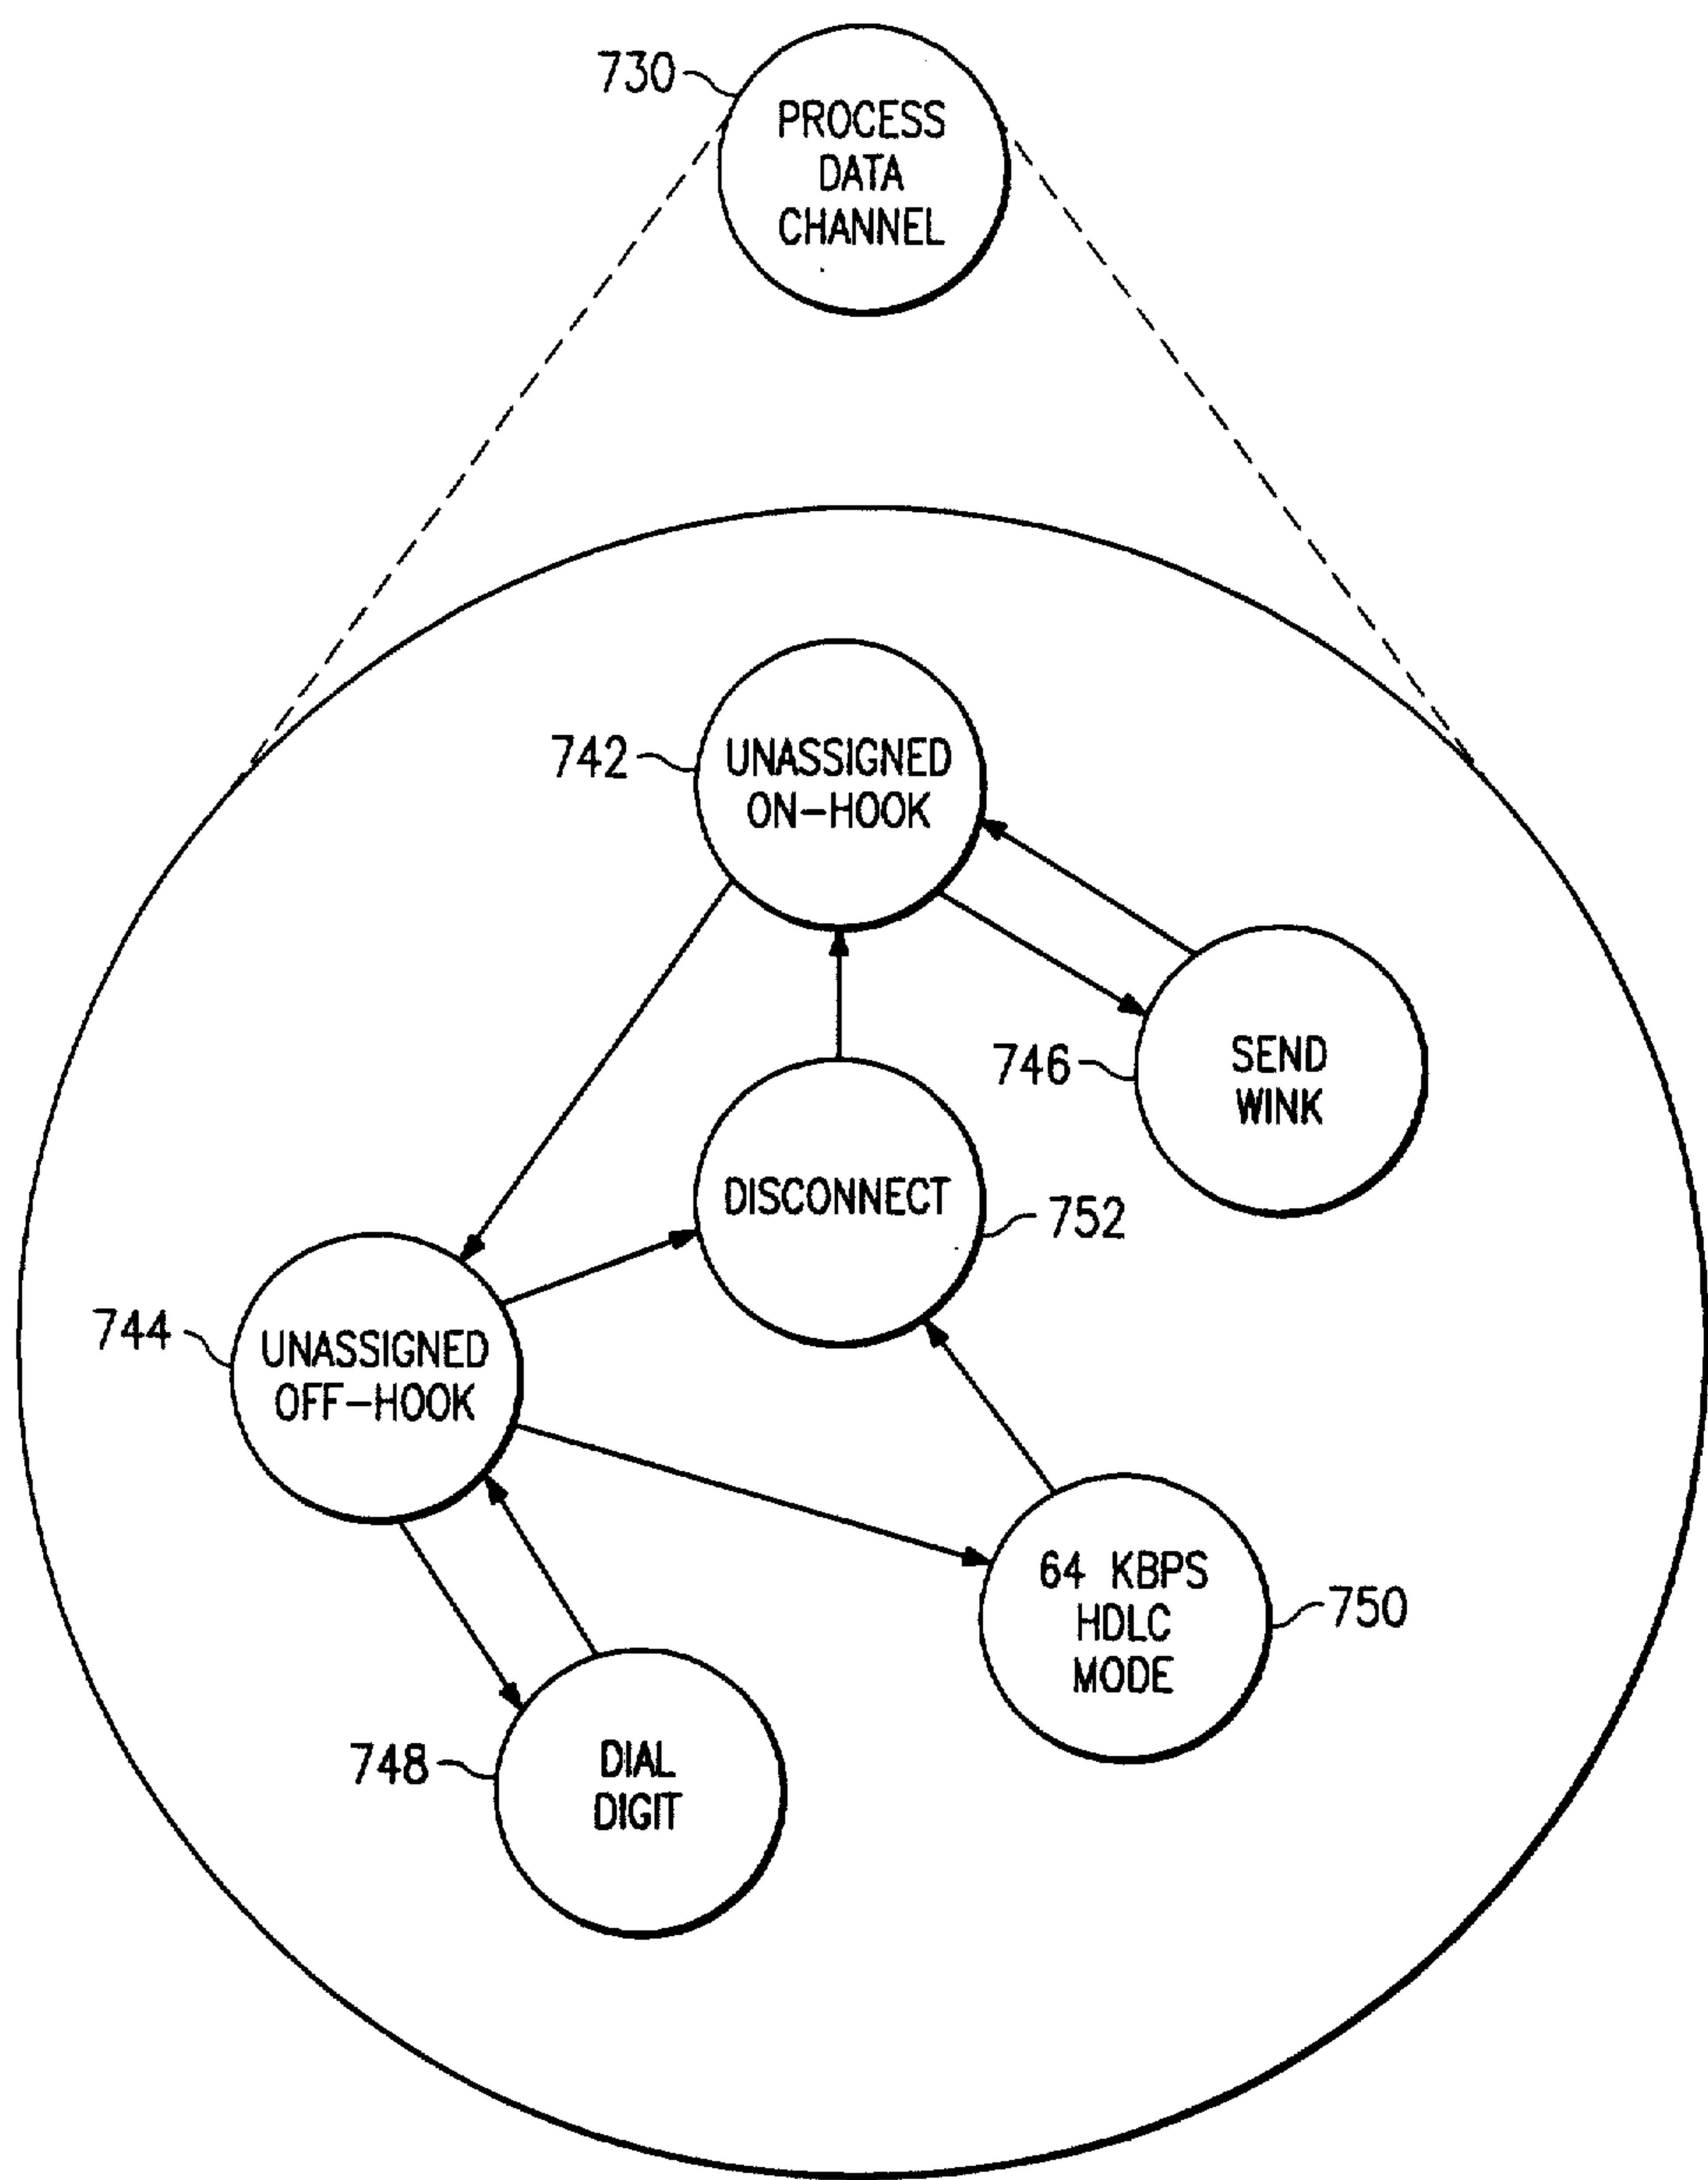 730
PROCESS
DATA
CHANNEL
742
UNASSIGNED
ON-HOOK
746
SEND
WINK
DISCONNECT
752
744
UNASSIGNED
OFF-HOOK
64 KBPS
HDLC
MODE
750
748
DIAL
DIGIT